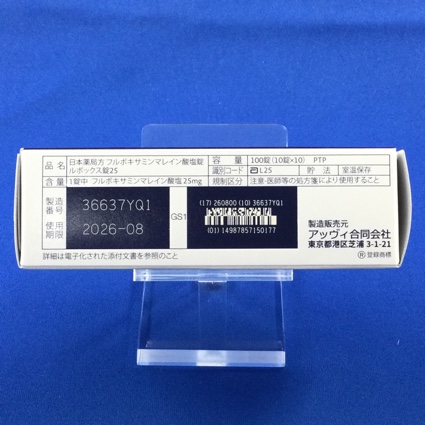 品 名 日本薬局方 フルボキサミンマレイン酸塩錠 ルボックス錠25
容 量 100錠(10錠×10) PTP
識別コード L25 貯 法 室温保存
含 量 1錠中 フルボキサミンマレイン酸塩25mg 規制区分 注意-医師等の処方箋により使用すること
製造番号 36637YQ1
使用期限 2026-08
GS1
(17) 260800 (10) 36637YQ1
(01) 14987857150177
製造販売元
アッヴィ合同会社
東京都港区芝浦 3-1-21
Ⓡ登録商標
詳細は電子化された添付文書を参照のこと